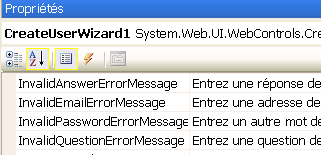 Propriétés
CreateUserWizard1 System.Web.UI.WebControls.Cre
InvalidAnswerErrorMessage Entrez une réponse de
InvalidEmailErrorMessage Entrez une adresse de
InvalidPasswordErrorMessage Entrez un autre mot de
InvalidQuestionErrorMessage Entrez une question de